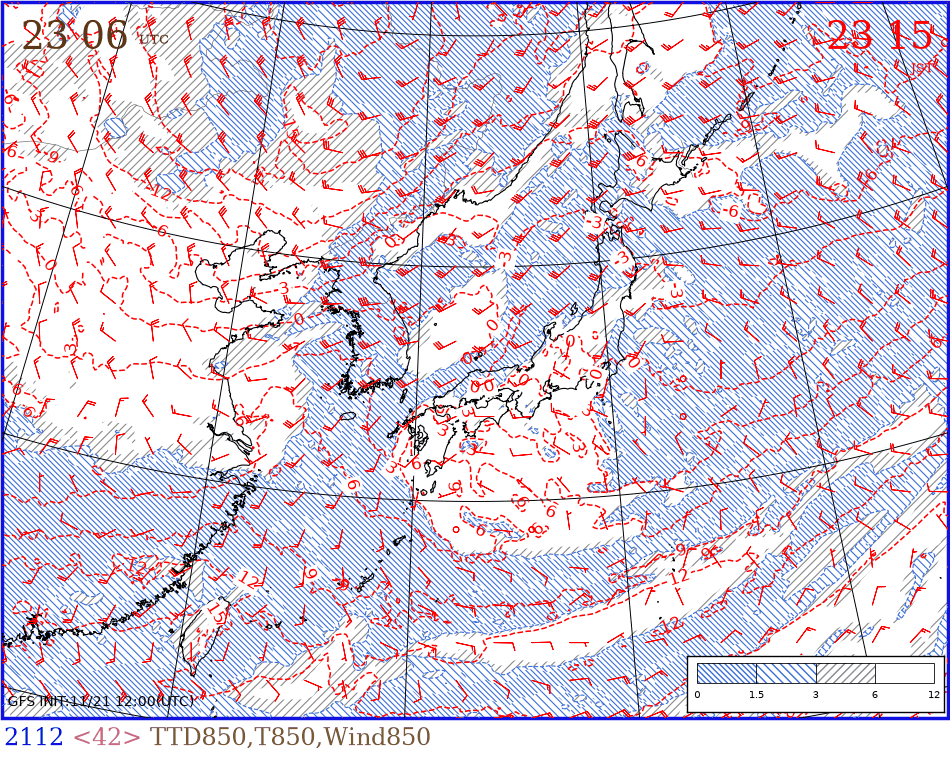 23 06 UTC
23 15 JST
0 1.5 3 6 12
GFS INIT:11/21 12:00(UTC)
2112 <42> TTD850,T850,Wind850